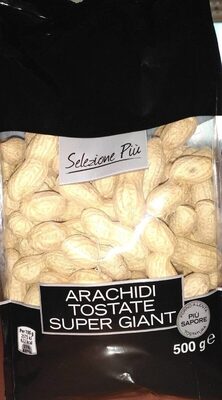 Selezione Più
ARACHIDI
TOSTATE
SUPER GIANT
PIÙ
SAPORE
500 g e